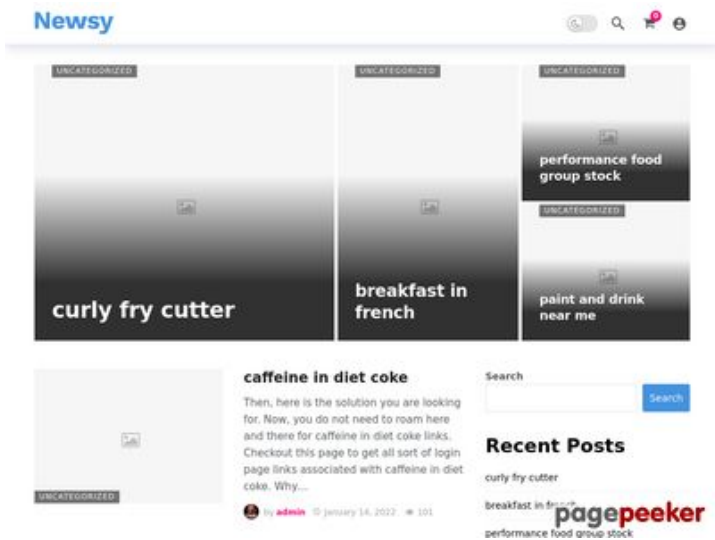 Newsy
0
UNCATEGORIZED
curly fry cutter
UNCATEGORIZED
breakfast in
french
UNCATEGORIZED
performance food
group stock
UNCATEGORIZED
paint and drink
near me
UNCATEGORIZED
caffeine in diet coke
Then, here is the solution you are looking
for. Now, you do not need to roam here
and there for caffeine in diet coke links.
Checkout this page to get all sort of login
page links associated with caffeine in diet
coke. Why...
by admin January 14, 2022 101
Search
Search
Recent Posts
curly fry cutter
breakfast in french
performance food group stock
pagepeeker